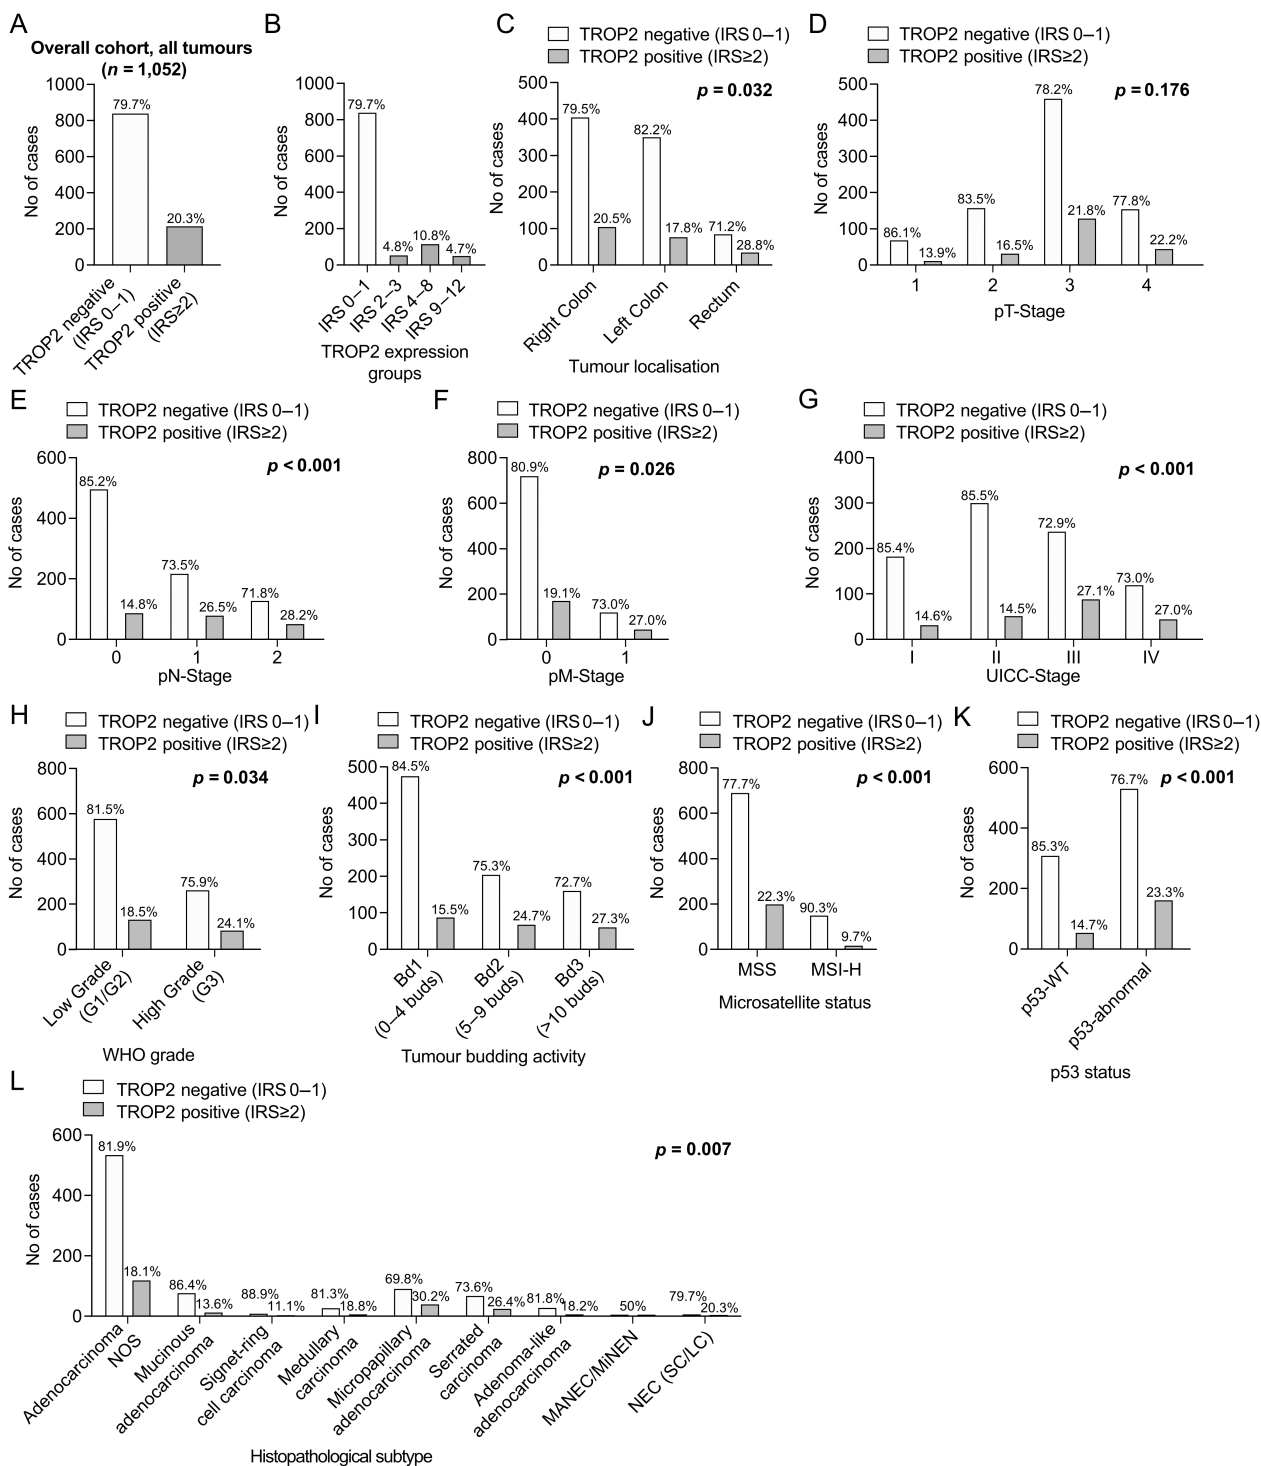 A
Overall cohort, all tumours
(n = 1,052)
No of cases
1000
800
600
400
200
0
79.7%
20.3%
TROP2 negative
(IRS 0–1)
TROP2 positive
(IRS≥2)
B
No of cases
1000
800
600
400
200
0
79.7%
4.8%
10.8%
4.7%
IRS 0–1
IRS 2–3
IRS 4–8
IRS 9–12
TROP2 expression
groups
C
TROP2 negative (IRS 0–1)
TROP2 positive (IRS≥2)
p = 0.032
No of cases
500
400
300
200
100
0
79.5%
20.5%
82.2%
17.8%
71.2%
28.8%
Right Colon
Left Colon
Rectum
Tumour localisation
D
TROP2 negative (IRS 0–1)
TROP2 positive (IRS≥2)
p = 0.176
No of cases
500
400
300
200
100
0
86.1%
13.9%
83.5%
16.5%
78.2%
21.8%
77.8%
22.2%
1
2
3
4
pT-Stage
E
TROP2 negative (IRS 0–1)
TROP2 positive (IRS≥2)
p < 0.001
No of cases
600
400
200
0
85.2%
14.8%
73.5%
26.5%
71.8%
28.2%
0
1
2
pN-Stage
F
TROP2 negative (IRS 0–1)
TROP2 positive (IRS≥2)
p = 0.026
No of cases
800
600
400
200
0
80.9%
19.1%
73.0%
27.0%
0
1
pM-Stage
G
TROP2 negative (IRS 0–1)
TROP2 positive (IRS≥2)
p < 0.001
No of cases
400
300
200
100
0
85.4%
14.6%
85.5%
14.5%
72.9%
27.1%
73.0%
27.0%
I
II
III
IV
UICC-Stage
H
TROP2 negative (IRS 0–1)
TROP2 positive (IRS≥2)
p = 0.034
No of cases
800
600
400
200
0
81.5%
18.5%
75.9%
24.1%
Low Grade
(G1/G2)
High Grade
(G3)
WHO grade
I
TROP2 negative (IRS 0–1)
TROP2 positive (IRS≥2)
p < 0.001
No of cases
500
400
300
200
100
0
84.5%
15.5%
75.3%
24.7%
72.7%
27.3%
Bd1
(0–4 buds)
Bd2
(5–9 buds)
Bd3
(>10 buds)
Tumour budding activity
J
TROP2 negative (IRS 0–1)
TROP2 positive (IRS≥2)
p < 0.001
No of cases
800
600
400
200
0
77.7%
22.3%
90.3%
9.7%
MSS
MSI-H
Microsatellite status
K
TROP2 negative (IRS 0–1)
TROP2 positive (IRS≥2)
p < 0.001
No of cases
600
400
200
0
85.3%
14.7%
76.7%
23.3%
p53-WT
p53-abnormal
p53 status
L
TROP2 negative (IRS 0–1)
TROP2 positive (IRS≥2)
p = 0.007
No of cases
600
400
200
0
81.9%
18.1%
86.4%
13.6%
88.9%
11.1%
81.3%
18.8%
69.8%
30.2%
73.6%
26.4%
81.8%
18.2%
50%
79.7%
20.3%
Adenocarcinoma
NOS
Mucinous
adenocarcinoma
Signet-ring
cell carcinoma
Medullary
carcinoma
Micropapillary
adenocarcinoma
Serrated
carcinoma
Adenoma-like
adenocarcinoma
MANEC/MiNEN
NEC (SC/LC)
Histopathological subtype